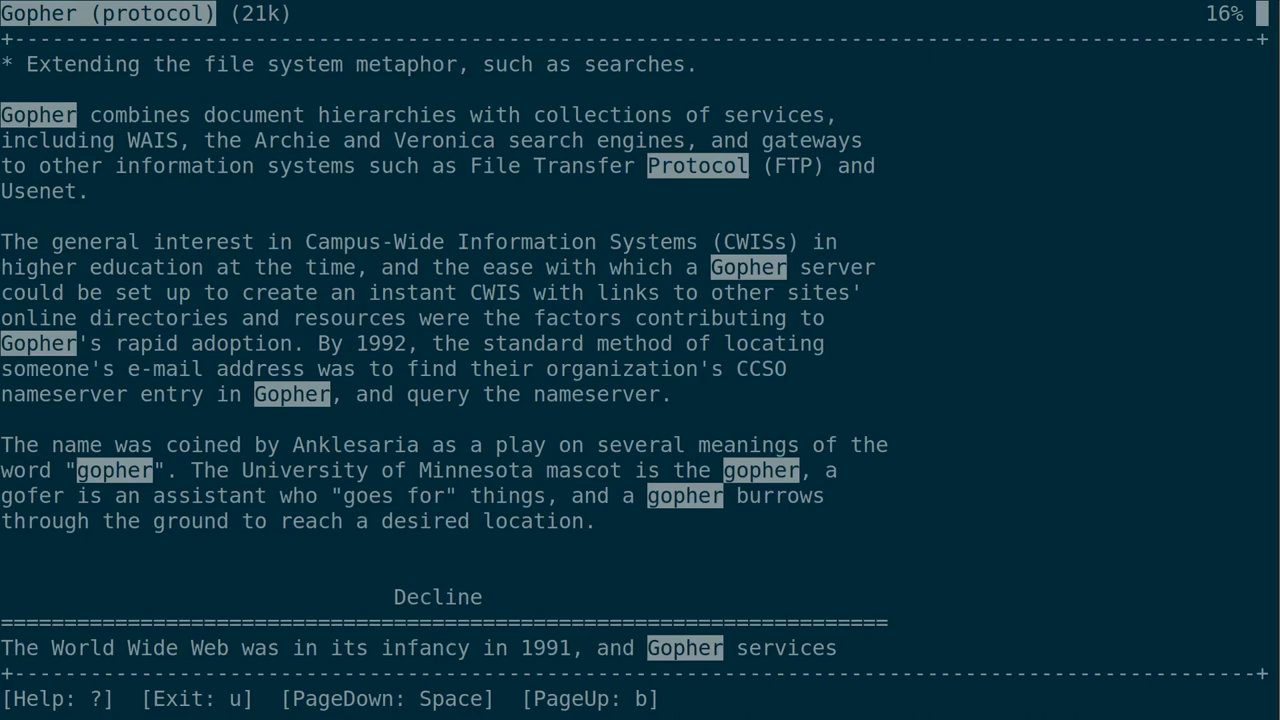 Gopher (protocol) (21k) 16%
+---------------------------------------------------------------------------------------------------+
* Extending the file system metaphor, such as searches.
Gopher combines document hierarchies with collections of services,
including WAIS, the Archie and Veronica search engines, and gateways
to other information systems such as File Transfer Protocol (FTP) and
Usenet.
The general interest in Campus-Wide Information Systems (CWISs) in
higher education at the time, and the ease with which a Gopher server
could be set up to create an instant CWIS with links to other sites'
online directories and resources were the factors contributing to
Gopher's rapid adoption. By 1992, the standard method of locating
someone's e-mail address was to find their organization's CCSO
nameserver entry in Gopher, and query the nameserver.
The name was coined by Anklesaria as a play on several meanings of the
word "gopher". The University of Minnesota mascot is the gopher, a
gofer is an assistant who "goes for" things, and a gopher burrows
through the ground to reach a desired location.
Decline
======================================================================
The World Wide Web was in its infancy in 1991, and Gopher services
+---------------------------------------------------------------------------------------------------+
[Help: ?] [Exit: u] [PageDown: Space] [PageUp: b]